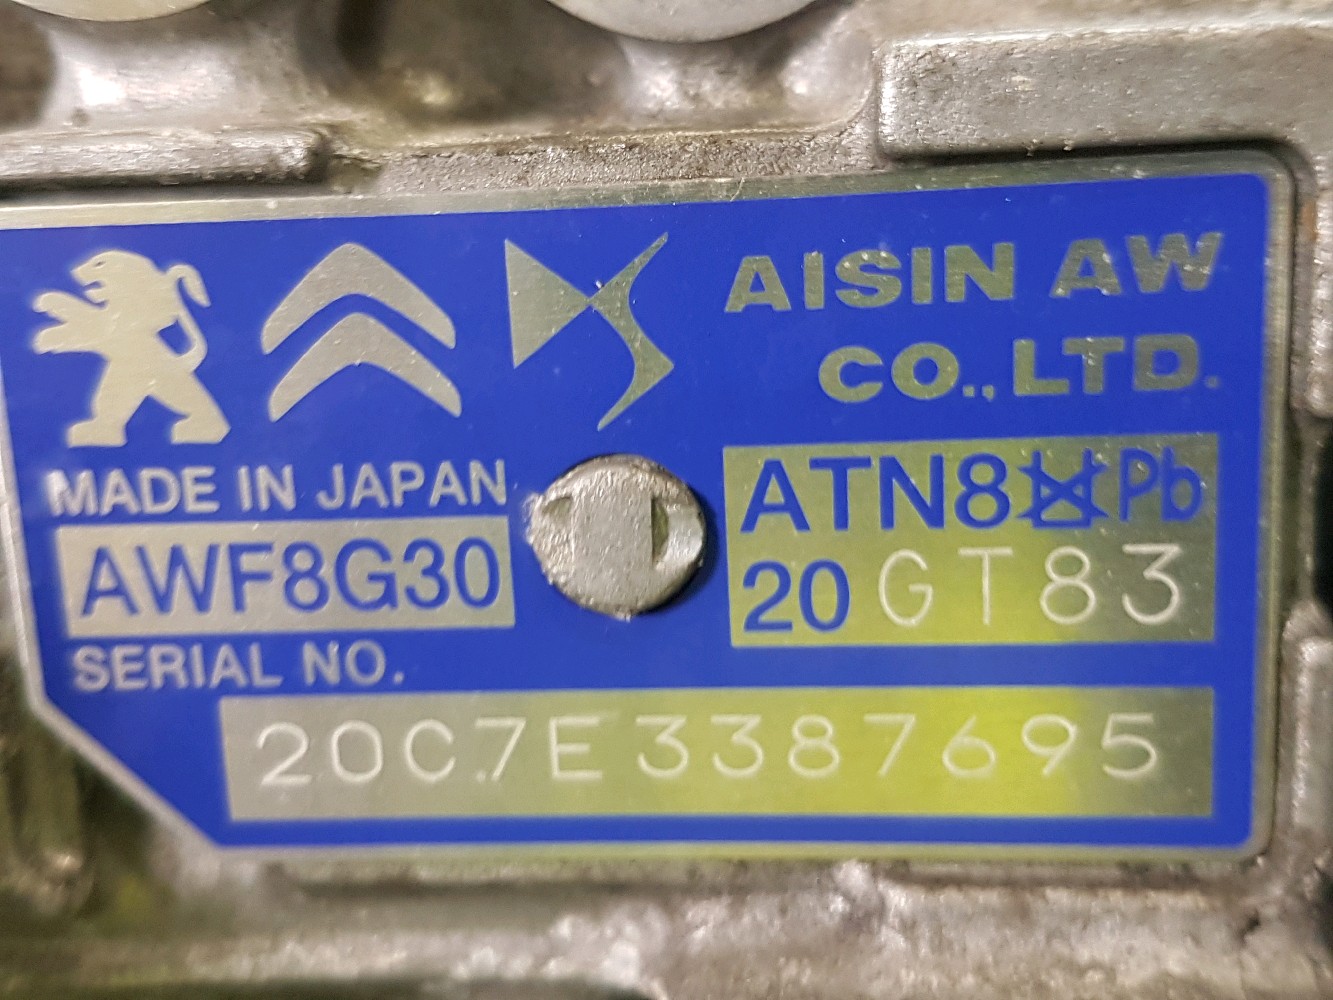 AISIN AW
CO., LTD.
MADE IN JAPAN
AWF8G30
ATN8 Pb
20 GT83
SERIAL NO.
20C7E3387695